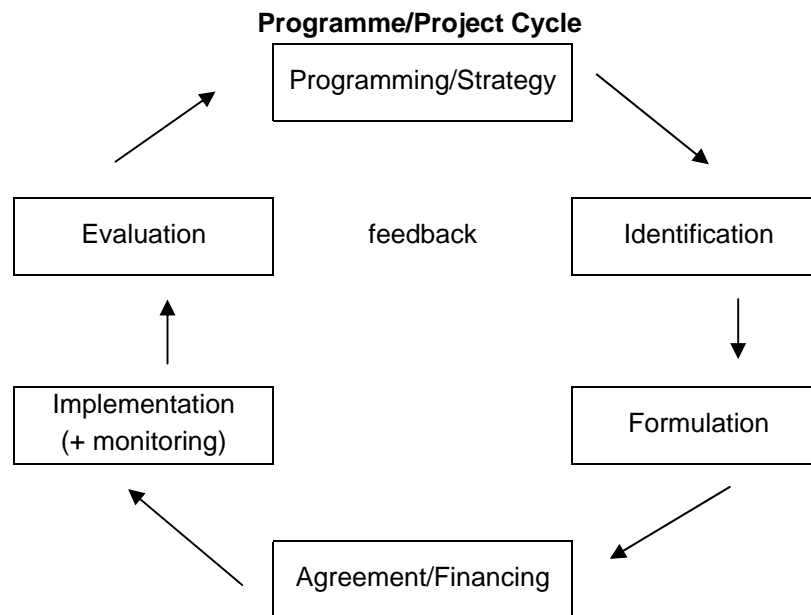 Programme/Project Cycle
Programming/Strategy
Evaluation
feedback
Identification
Implementation
(+ monitoring)
Formulation
Agreement/Financing